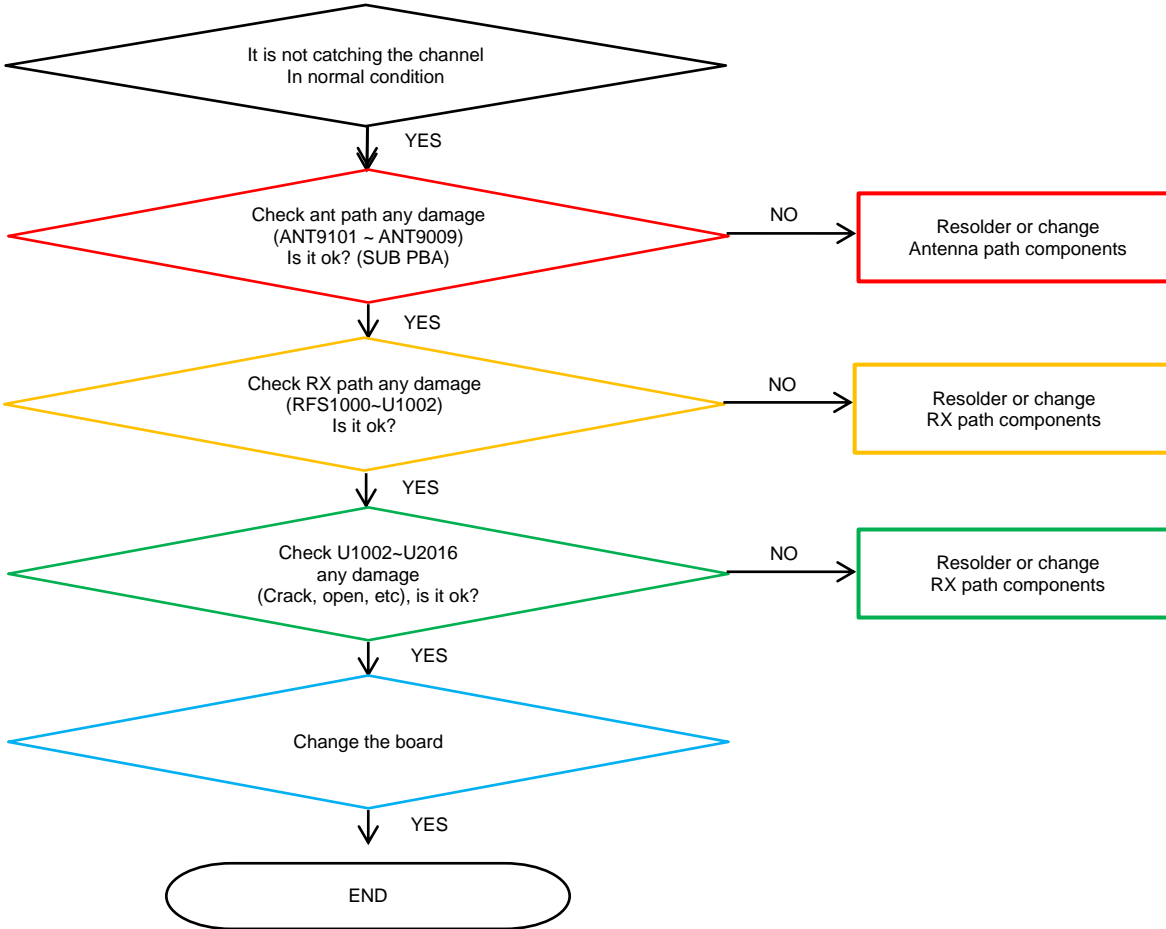 It is not catching the channel
In normal condition
YES
Check ant path any damage
(ANT9101 ~ ANT9009)
Is it ok? (SUB PBA)
NO
Resolder or change
Antenna path components
YES
Check RX path any damage
(RFS1000~U1002)
Is it ok?
NO
Resolder or change
RX path components
YES
Check U1002~U2016
any damage
(Crack, open, etc), is it ok?
NO
Resolder or change
RX path components
YES
Change the board
YES
END